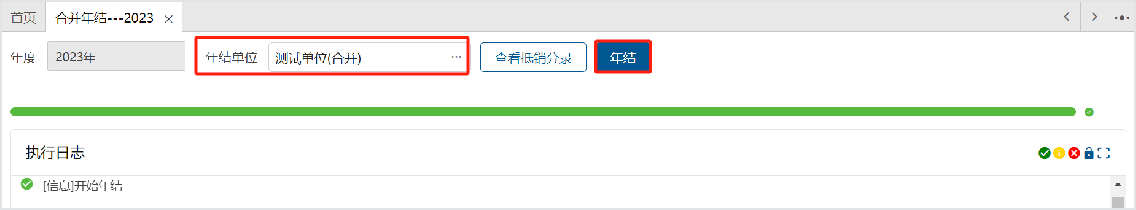 首页 合并年结---2023
年度 2023年 年结单位 测试单位(合并) ... 查看抵销分录 年结
执行日志
[信息]开始年结